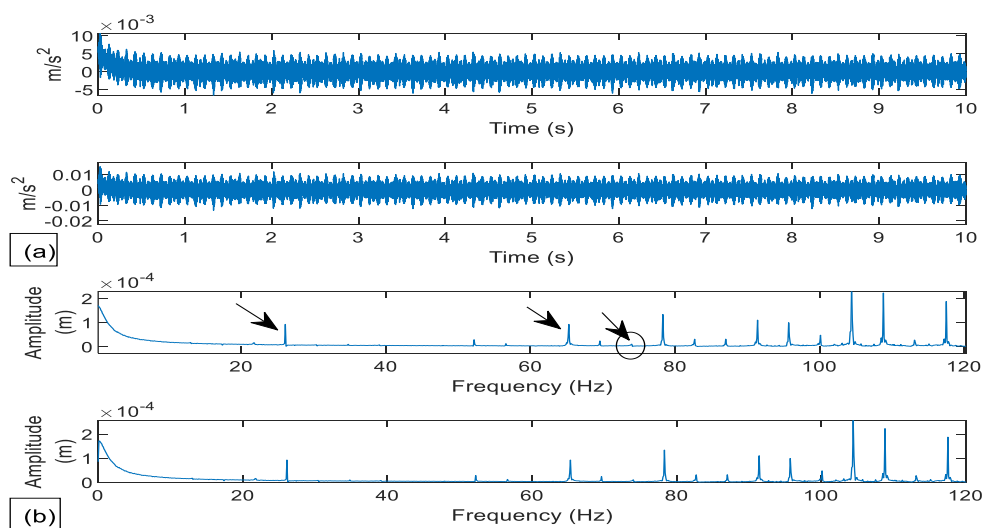 ×10⁻³
m/s²
10
5
0
-5
0 1 2 3 4 5 6 7 8 9 10
Time (s)
m/s²
0.01
0
-0.01
-0.02
0 1 2 3 4 5 6 7 8 9 10
Time (s)
(a)
×10⁻⁴
Amplitude
(m)
2
1
0
20 40 60 80 100 120
Frequency (Hz)
×10⁻⁴
Amplitude
(m)
2
1
0
0 20 40 60 80 100 120
Frequency (Hz)
(b)